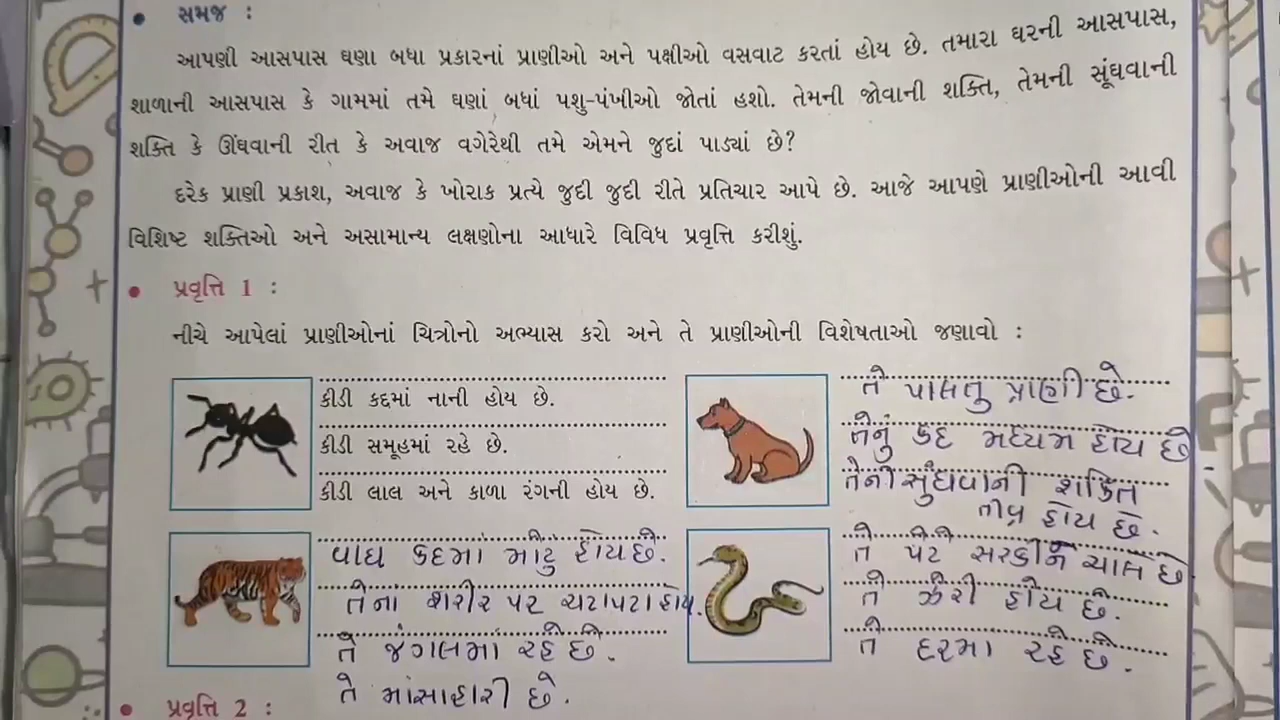 • સમજ :
આપણી આસપાસ ઘણા બધા પ્રકારનાં પ્રાણીઓ અને પક્ષીઓ વસવાટ કરતાં હોય છે. તમારા ઘરની આસપાસ,
શાળાની આસપાસ કે ગામમાં તમે ઘણાં બધાં પશુ-પંખીઓ જોતાં હશો. તેમની જોવાની શક્તિ, તેમની સૂંઘવાની
શક્તિ કે ઊંઘવાની રીત કે અવાજ વગેરેથી તમે એમને જુદાં પાડ્યાં છે?
દરેક પ્રાણી પ્રકાશ, અવાજ કે ખોરાક પ્રત્યે જુદી જુદી રીતે પ્રતિચાર આપે છે. આજે આપણે પ્રાણીઓની આવી
વિશિષ્ટ શક્તિઓ અને અસામાન્ય લક્ષણોના આધારે વિવિધ પ્રવૃત્તિ કરીશું.
• પ્રવૃત્તિ 1 :
નીચે આપેલાં પ્રાણીઓનાં ચિત્રોનો અભ્યાસ કરો અને તે પ્રાણીઓની વિશેષતાઓ જણાવો :
કીડી કદમાં નાની હોય છે.
કીડી સમૂહમાં રહે છે.
કીડી લાલ અને કાળા રંગની હોય છે.
તે પાલતુ પ્રાણી છે.
તેનું કદ મધ્યમ હોય છે
તેની સુંઘવાની શક્તિ
તીવ્ર હોય છે.
વાઘ કદમાં મોટુ હોય છે.
તેના શરીર પર ચટાપટા હોય.
તે જંગલમાં રહે છે.
તે માંસાહારી છે.
તે પેટે સરકીને ચાલે છે
તે ઝેરી હોય છે.
તે દરમાં રહે છે.
• પ્રવૃત્તિ 2 :